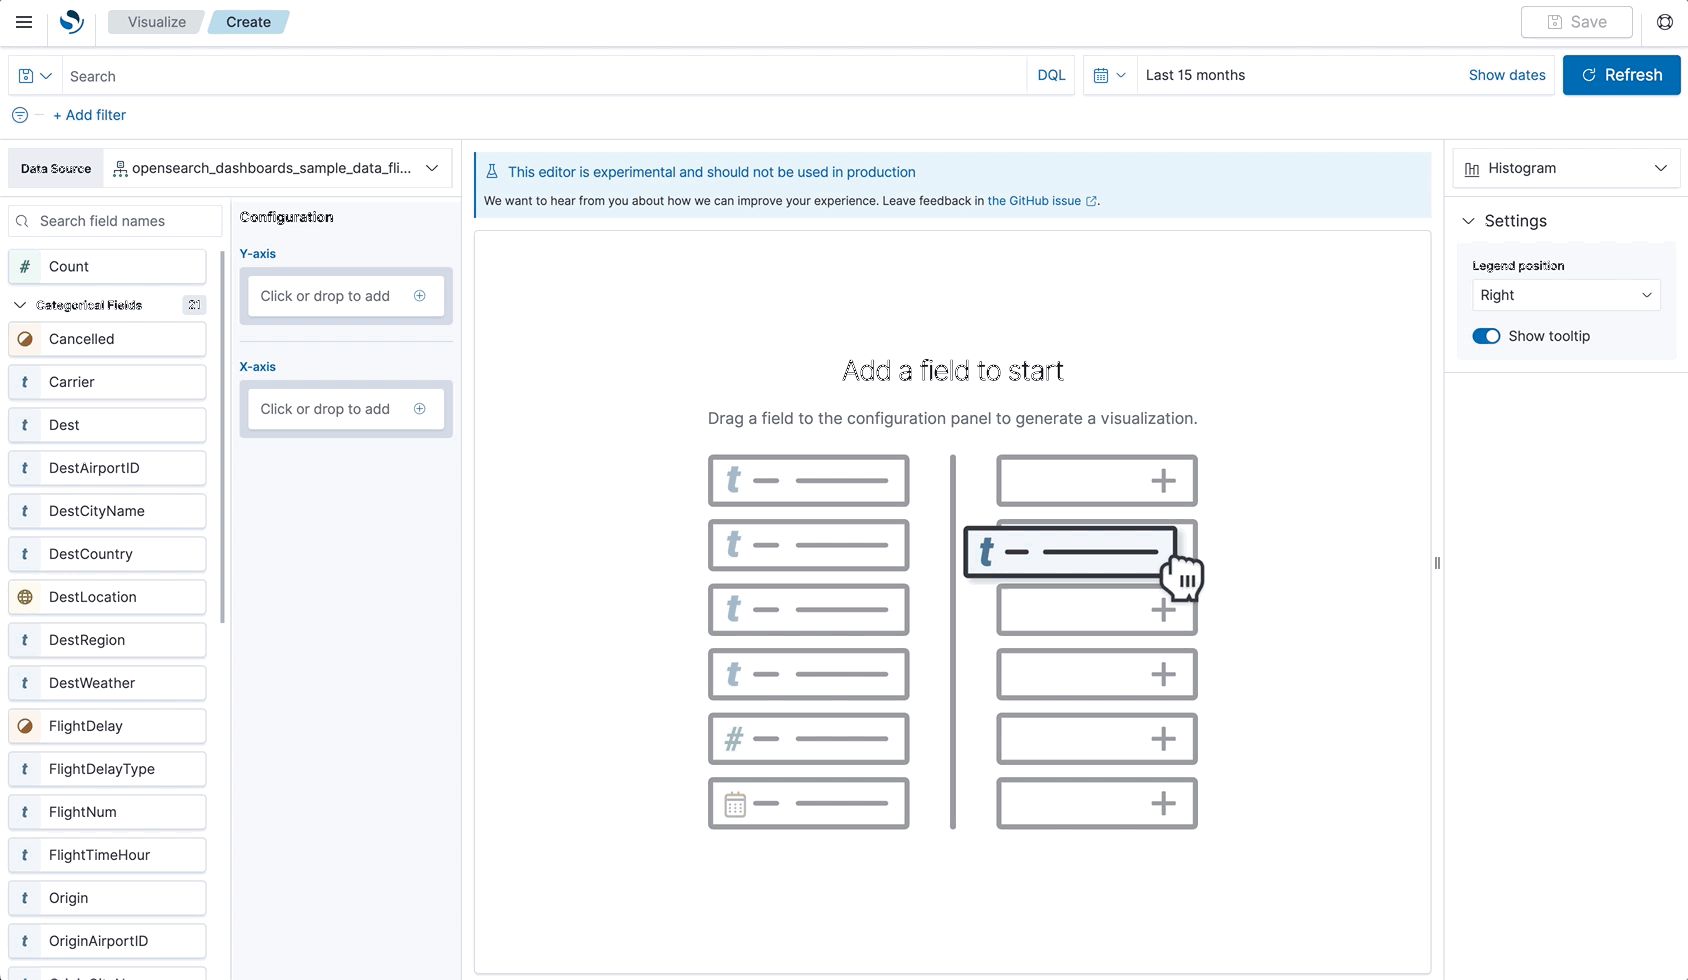 Visualize
Create
Save
Search
DQL
Last 15 months
Show dates
Refresh
+ Add filter
Data Source
opensearch_dashboards_sample_data_fli...
Search field names
# Count
Categorical Fields
21
Cancelled
t Carrier
t Dest
t DestAirportID
t DestCityName
t DestCountry
DestLocation
t DestRegion
t DestWeather
FlightDelay
t FlightDelayType
t FlightNum
t FlightTimeHour
t Origin
t OriginAirportID
Configuration
Y-axis
Click or drop to add
X-axis
Click or drop to add
This editor is experimental and should not be used in production
We want to hear from you about how we can improve your experience. Leave feedback in the GitHub issue.
Add a field to start
Drag a field to the configuration panel to generate a visualization.
t
t
t
t
t
#
Histogram
Settings
Legend position
Right
Show tooltip